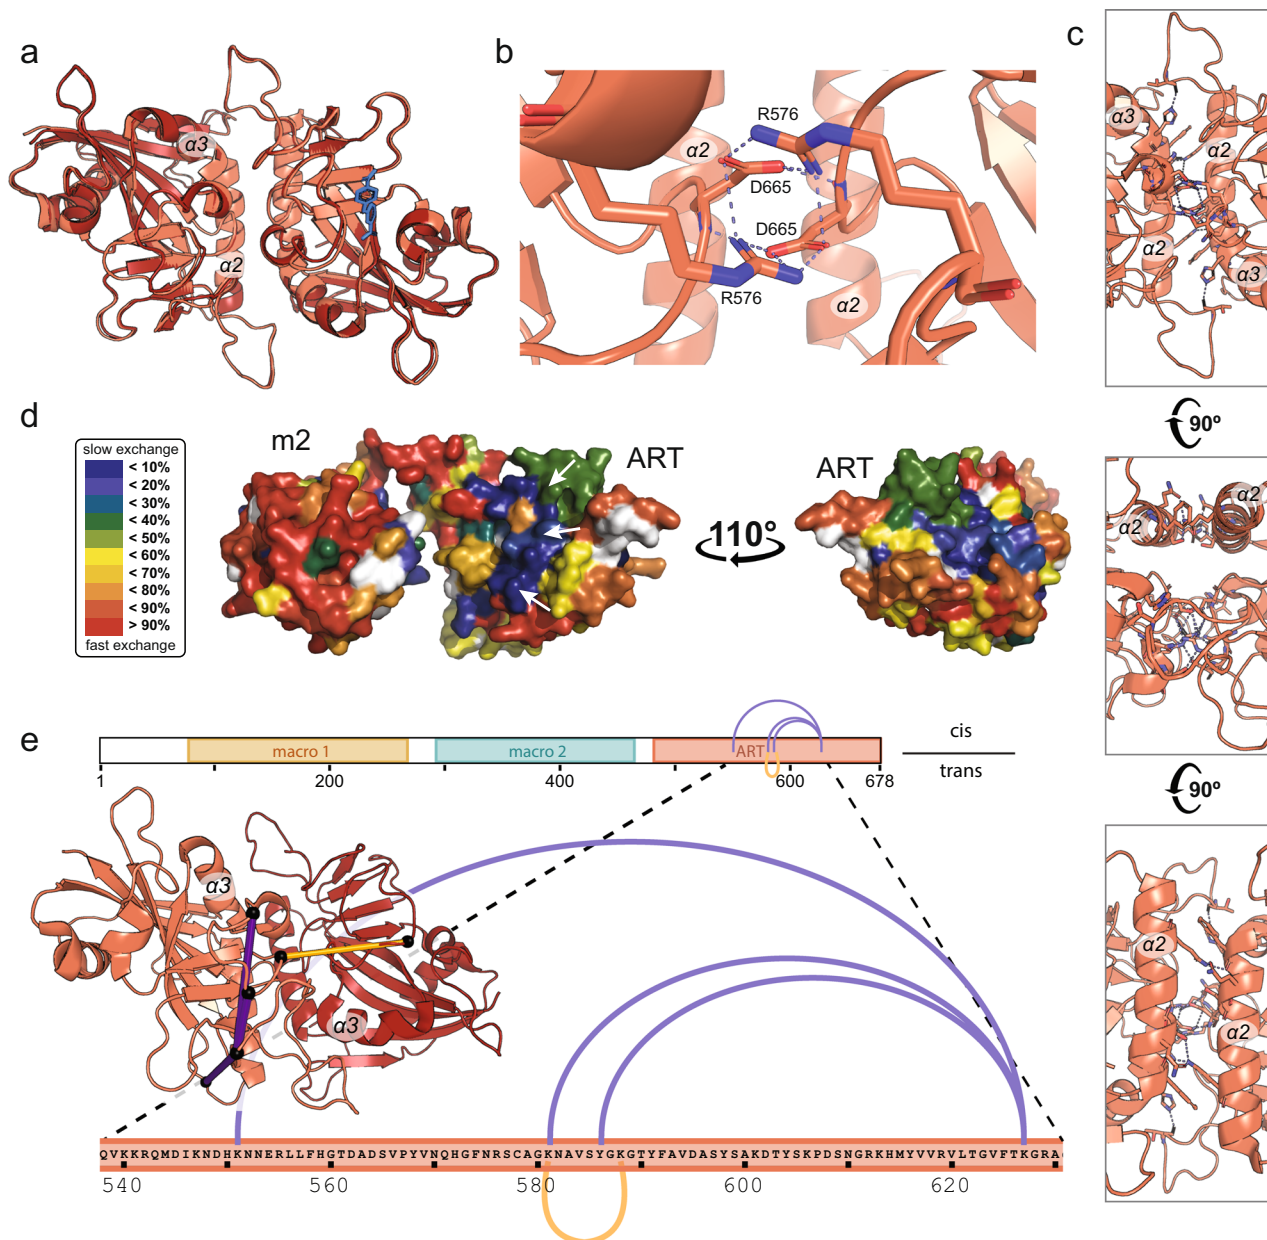 a
α3
α2
b
R576
α2
D665
D665
R576
α2
c
α3
α2
α2
α3
90°
α2
α2
90°
α2
α2
d
slow exchange
< 10%
< 20%
< 30%
< 40%
< 50%
< 60%
< 70%
< 80%
< 90%
> 90%
fast exchange
m2
ART
110°
ART
e
macro 1
macro 2
ART
cis
trans
1
200
400
600
678
α3
α3
QVKKRQMDIKNDHKNNERLLFHGTDADSVPYVNQHGFNRSCAGKNAVSYGKGTYFAVDASYSAKDTYSKPDSNGRKHMYVVRVLTGVFTKGRA
540
560
580
600
620